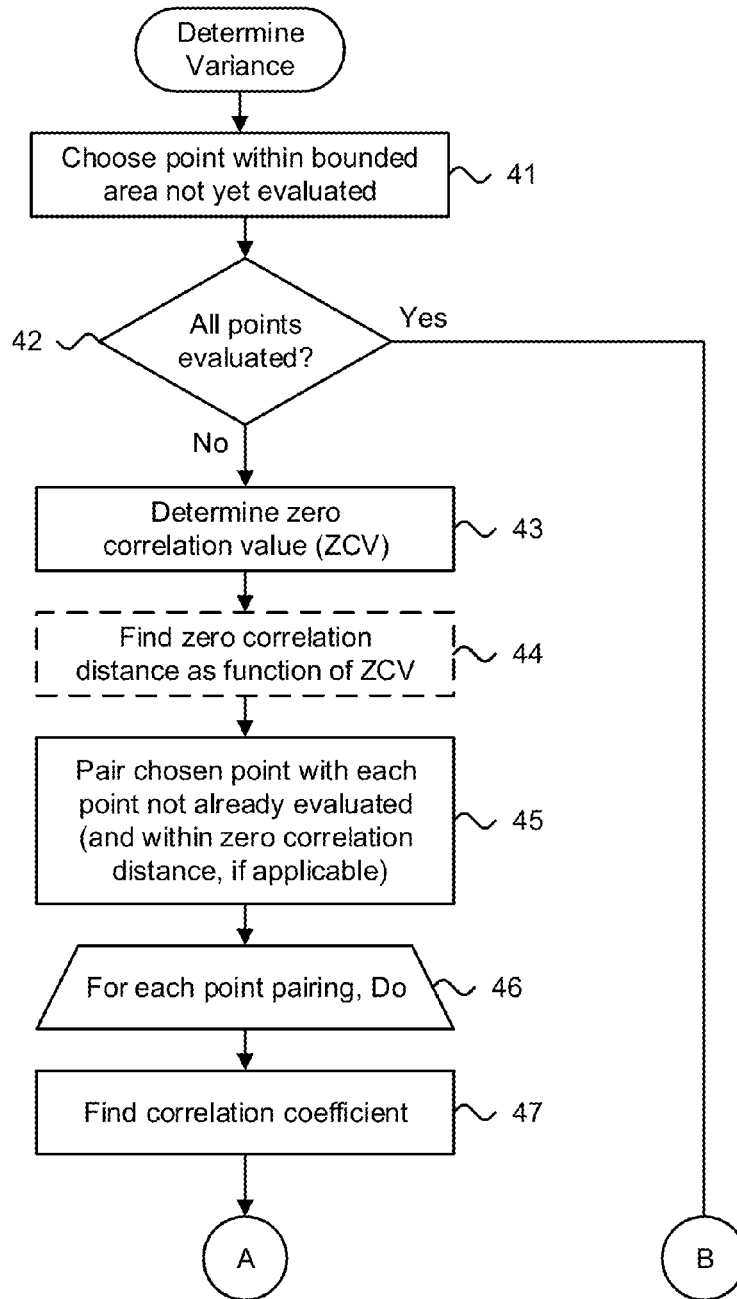 Determine
Variance
Choose point within bounded
area not yet evaluated
41
All points
evaluated?
42
Yes
No
Determine zero
correlation value (ZCV)
43
Find zero correlation
distance as function of ZCV
44
Pair chosen point with each
point not already evaluated
(and within zero correlation
distance, if applicable)
45
For each point pairing, Do
46
Find correlation coefficient
47
A
B